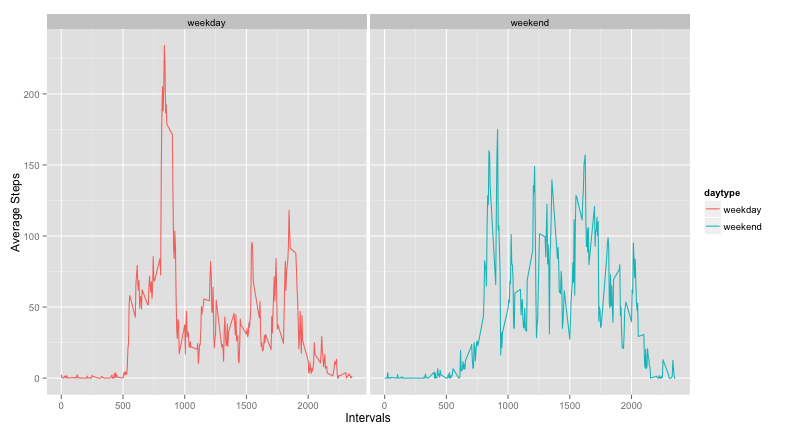 weekday weekend
Average Steps
200
150
100
50
0
0 500 1000 1500 2000 0 500 1000 1500 2000
Intervals
daytype
weekday
weekend